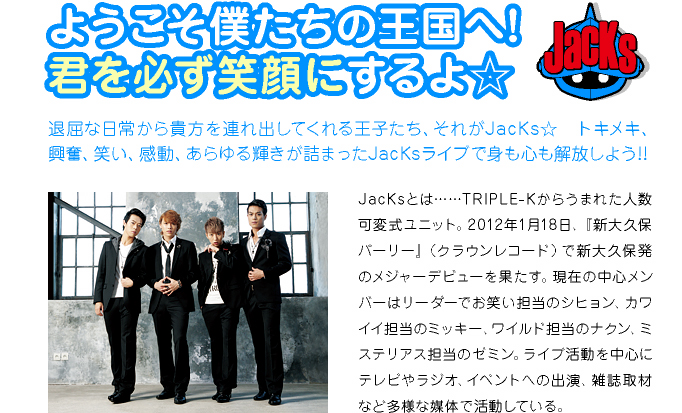 ようこそ僕たちの王国へ!
君を必ず笑顔にするよ☆
JacKs
退屈な日常から貴方を連れ出してくれる王子たち、それがJacKs☆　トキメキ、
興奮、笑い、感動、あらゆる輝きが詰まったJacKsライブで身も心も解放しよう!!
JacKsとは……TRIPLE-Kからうまれた人数
可変式ユニット。2012年1月18日、『新大久保
バーリー』（クラウンレコード）で新大久保発
のメジャーデビューを果たす。現在の中心メン
バーはリーダーでお笑い担当のシヒョン、カワ
イイ担当のミッキー、ワイルド担当のナクン、ミ
ステリアス担当のゼミン。ライブ活動を中心に
テレビやラジオ、イベントへの出演、雑誌取材
など多様な媒体で活動している。